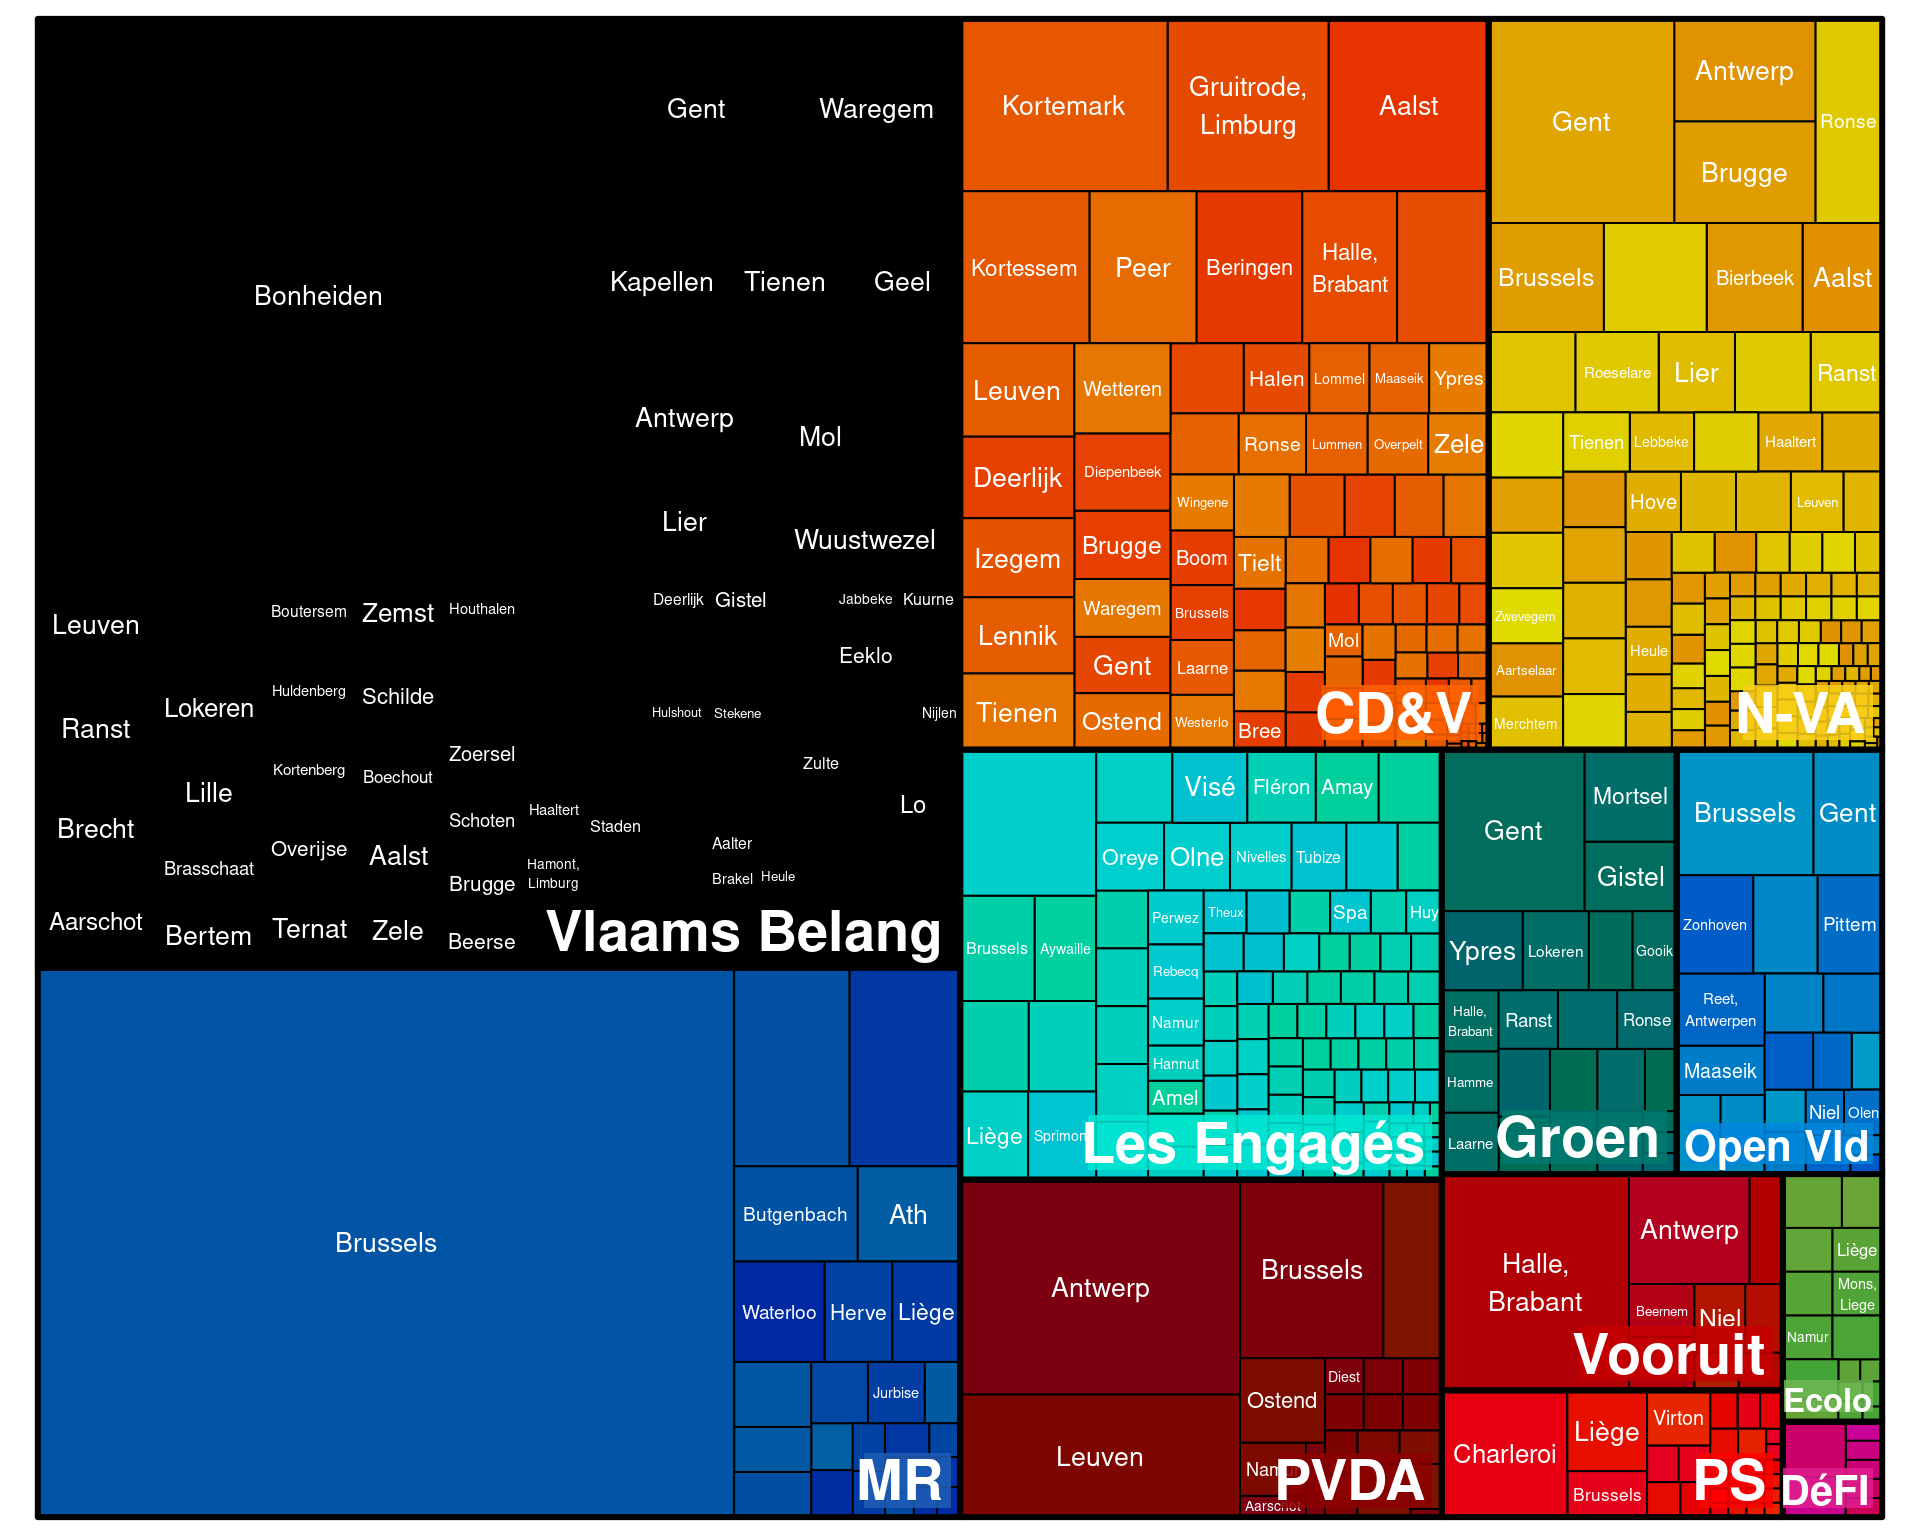 Gent
Waregem
Bonheiden
Kapellen
Tienen
Geel
Antwerp
Mol
Lier
Wuustwezel
Leuven
Boutersem
Zemst
Houthalen
Deerlijk
Gistel
Jabbeke
Kuurne
Eeklo
Ranst
Lokeren
Huldenberg
Schilde
Hulshout
Stekene
Nijlen
Zoersel
Zulte
Kortenberg
Boechout
Lille
Brecht
Schoten
Haaltert
Staden
Lo
Brasschaat
Overijse
Aalst
Hamont,
Limburg
Aalter
Brakel
Heule
Brugge
Aarschot
Bertem
Ternat
Zele
Beerse
Vlaams Belang
Kortemark
Gruitrode,
Limburg
Aalst
Kortessem
Peer
Beringen
Halle,
Brabant
Leuven
Wetteren
Halen
Lommel
Maaseik
Ypres
Ronse
Lummen
Overpelt
Zele
Deerlijk
Diepenbeek
Wingene
Izegem
Brugge
Boom
Tielt
Lennik
Waregem
Brussels
Mol
Gent
Laarne
Tienen
Ostend
Westerlo
Bree
CD&V
Gent
Antwerp
Ronse
Brugge
Brussels
Bierbeek
Aalst
Roeselare
Lier
Ranst
Tienen
Lebbeke
Haaltert
Hove
Leuven
Zwevegem
Heule
Aartselaar
Merchtem
N-VA
Brussels
Butgenbach
Ath
Waterloo
Herve
Liège
Jurbise
MR
Visé
Fléron
Amay
Oreye
Olne
Nivelles
Tubize
Brussels
Aywaille
Perwez
Theux
Spa
Huy
Rebecq
Namur
Hannut
Amel
Liège
Sprimont
Les Engagés
Gent
Mortsel
Gistel
Ypres
Lokeren
Gooik
Halle,
Brabant
Ranst
Ronse
Hamme
Laarne
Groen
Brussels
Gent
Zonhoven
Pittem
Reet,
Antwerpen
Maaseik
Niel
Olen
Open Vld
Antwerp
Brussels
Leuven
Ostend
Diest
Namur
Aarschot
PVDA
Halle,
Brabant
Antwerp
Beernem
Niel
Vooruit
Liège
Mons,
Liege
Namur
Ecolo
Charleroi
Liège
Virton
Brussels
PS
DéFI